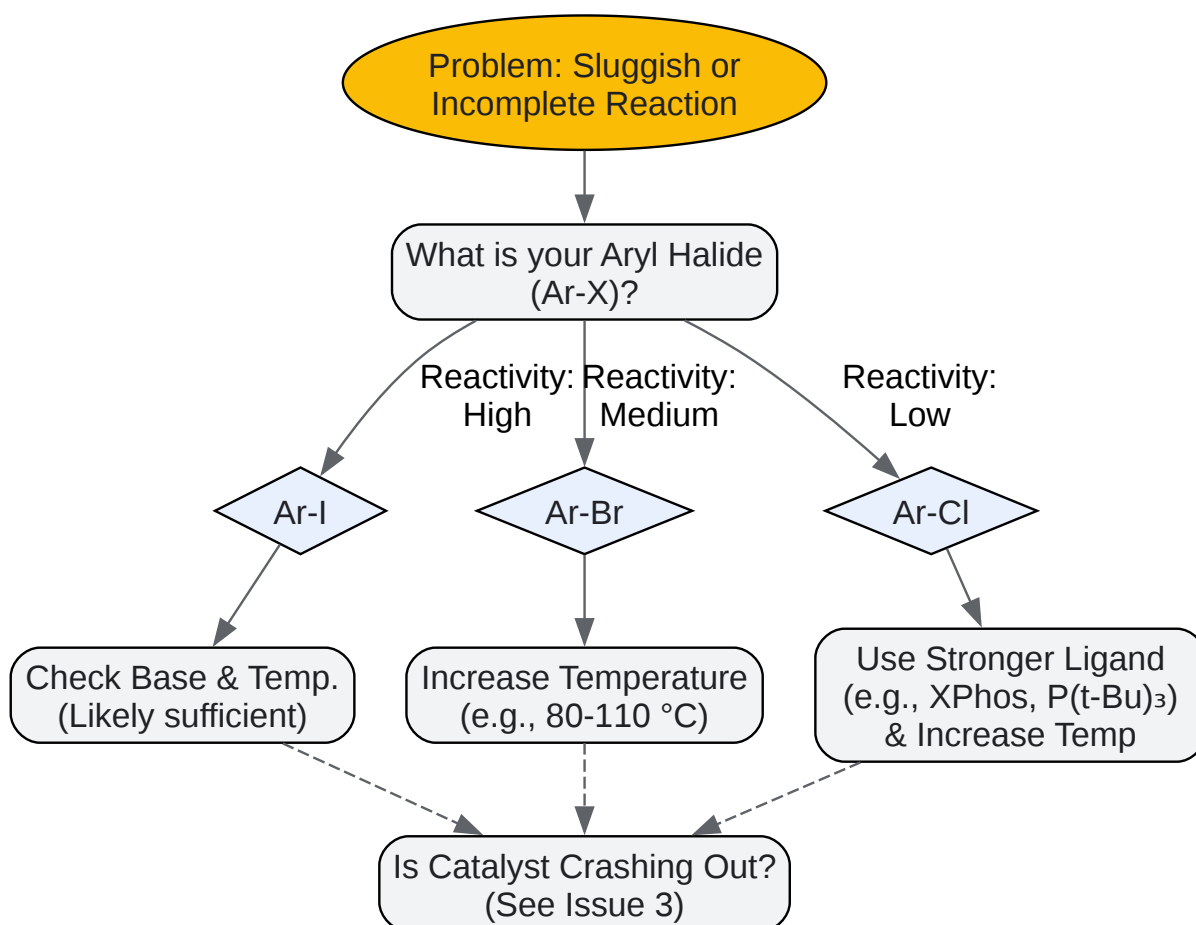 Problem: Sluggish or
Incomplete Reaction
What is your Aryl Halide
(Ar-X)?
Reactivity:
High
Reactivity:
Medium
Reactivity:
Low
Ar-I
Ar-Br
Ar-Cl
Check Base & Temp.
(Likely sufficient)
Increase Temperature
(e.g., 80-110 °C)
Use Stronger Ligand
(e.g., XPhos, P(t-Bu)₃)
& Increase Temp
Is Catalyst Crashing Out?
(See Issue 3)